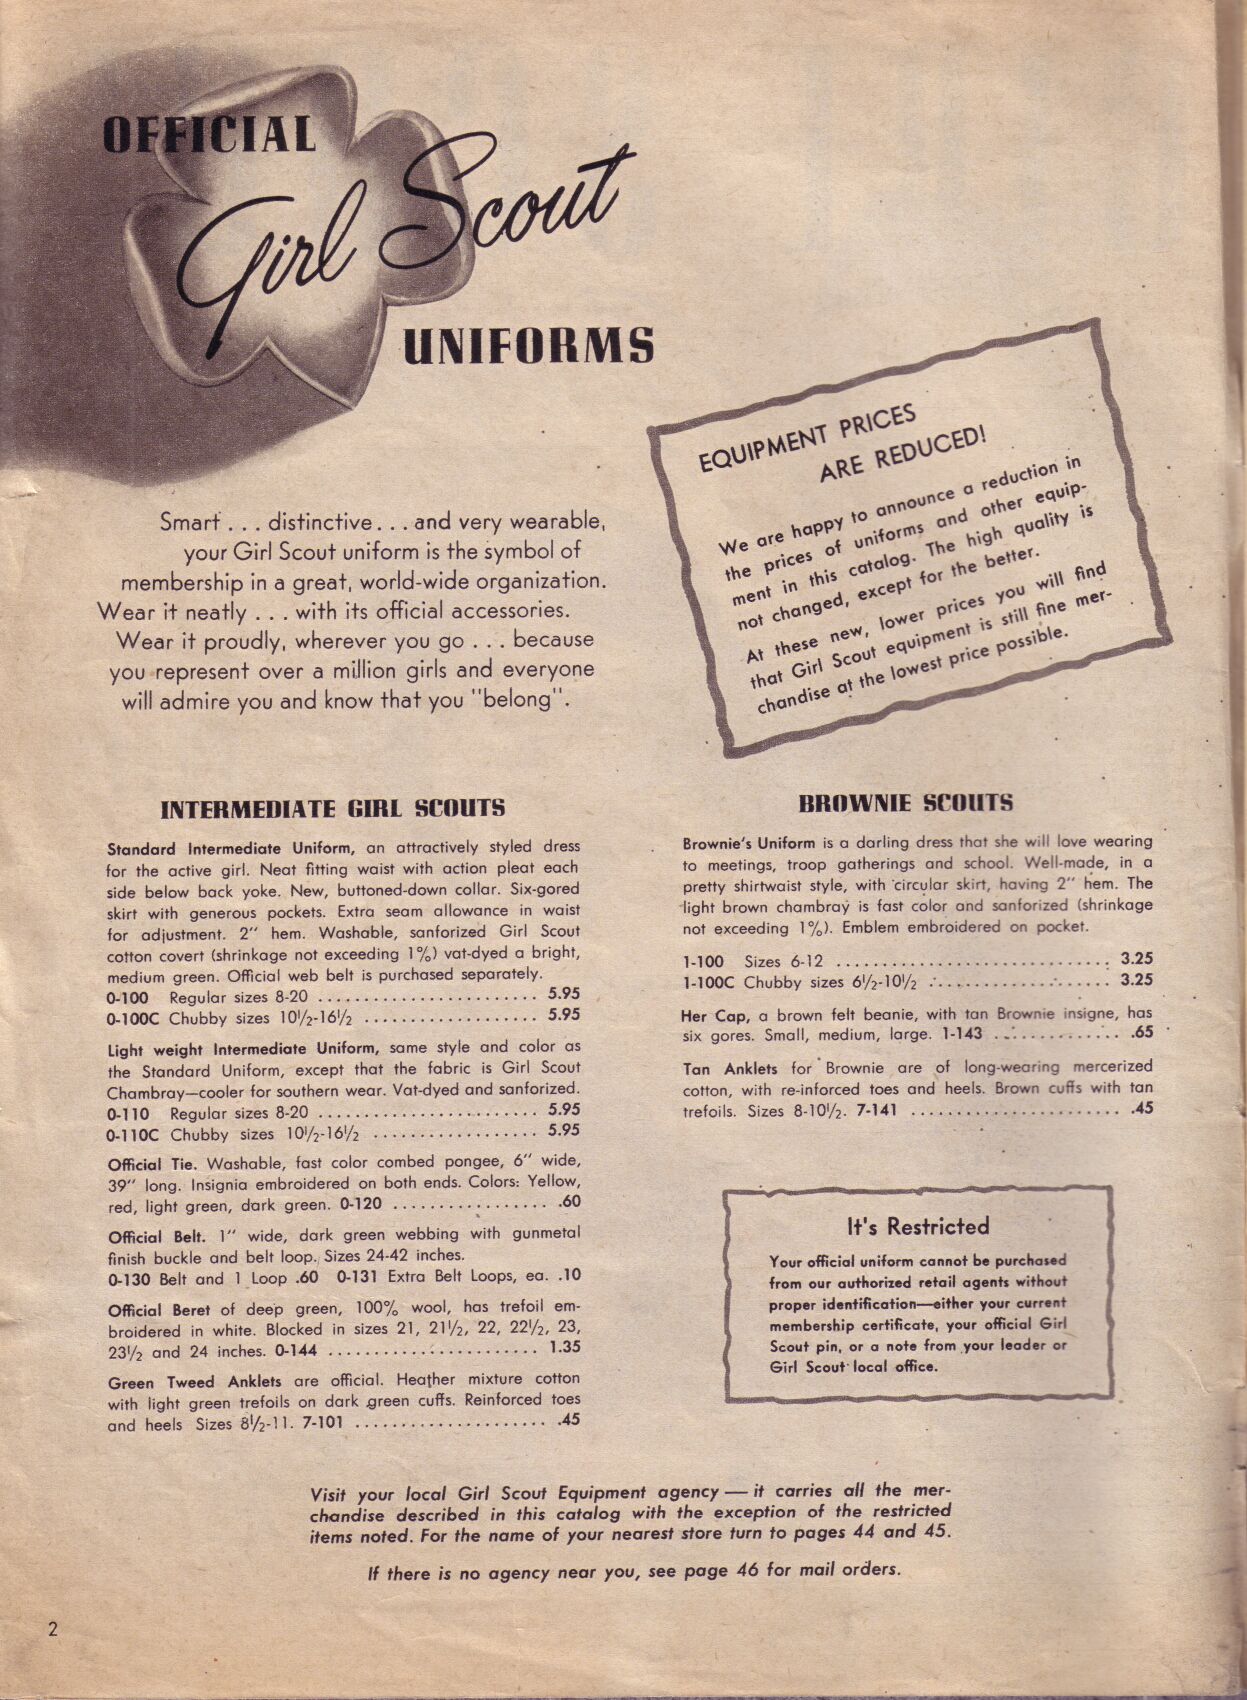 OFFICIAL
Girl Scout
UNIFORMS
EQUIPMENT PRICES
ARE REDUCED!
We are happy to announce a reduction in
the prices of uniforms and other equip-
ment in this catalog. The high quality is
not changed, except for the better.
At these new, lower prices you will find
that Girl Scout equipment is still fine mer-
chandise at the lowest price possible.
Smart . . . distinctive . . . and very wearable,
your Girl Scout uniform is the symbol of
membership in a great, world-wide organization.
Wear it neatly . . . with its official accessories.
Wear it proudly, wherever you go . . . because
you represent over a million girls and everyone
will admire you and know that you "belong".
INTERMEDIATE GIRL SCOUTS
Standard Intermediate Uniform, an attractively styled dress
for the active girl. Neat fitting waist with action pleat each
side below back yoke. New, buttoned-down collar. Six-gored
skirt with generous pockets. Extra seam allowance in waist
for adjustment. 2" hem. Washable, sanforized Girl Scout
cotton covert (shrinkage not exceeding 1%) vat-dyed a bright,
medium green. Official web belt is purchased separately.
0-100 Regular sizes 8-20 ........................ 5.95
0-100C Chubby sizes 10½-16½ ................... 5.95
Light weight Intermediate Uniform, same style and color as
the Standard Uniform, except that the fabric is Girl Scout
Chambray—cooler for southern wear. Vat-dyed and sanforized.
0-110 Regular sizes 8-20 ........................ 5.95
0-110C Chubby sizes 10½-16½ .................. 5.95
Official Tie. Washable, fast color combed pongee, 6" wide,
39" long. Insignia embroidered on both ends. Colors: Yellow,
red, light green, dark green. 0-120 ................. .60
Official Belt. 1" wide, dark green webbing with gunmetal
finish buckle and belt loop. Sizes 24-42 inches.
0-130 Belt and 1 Loop .60 0-131 Extra Belt Loops, ea. .10
Official Beret of deep green, 100% wool, has trefoil em-
broidered in white. Blocked in sizes 21, 21½, 22, 22½, 23,
23½ and 24 inches. 0-144 ....................... 1.35
Green Tweed Anklets are official. Heather mixture cotton
with light green trefoils on dark green cuffs. Reinforced toes
and heels Sizes 8½-11. 7-101 ..................... .45
BROWNIE SCOUTS
Brownie's Uniform is a darling dress that she will love wearing
to meetings, troop gatherings and school. Well-made, in a
pretty shirtwaist style, with circular skirt, having 2" hem. The
light brown chambray is fast color and sanforized (shrinkage
not exceeding 1%). Emblem embroidered on pocket.
1-100 Sizes 6-12 .............................. 3.25
1-100C Chubby sizes 6½-10½ .................... 3.25
Her Cap, a brown felt beanie, with tan Brownie insigne, has
six gores. Small, medium, large. 1-143 .............. .65
Tan Anklets for Brownie are of long-wearing mercerized
cotton, with re-inforced toes and heels. Brown cuffs with tan
trefoils. Sizes 8-10½. 7-141 ....................... .45
It's Restricted
Your official uniform cannot be purchased
from our authorized retail agents without
proper identification—either your current
membership certificate, your official Girl
Scout pin, or a note from your leader or
Girl Scout local office.
Visit your local Girl Scout Equipment agency — it carries all the mer-
chandise described in this catalog with the exception of the restricted
items noted. For the name of your nearest store turn to pages 44 and 45.
If there is no agency near you, see page 46 for mail orders.
2